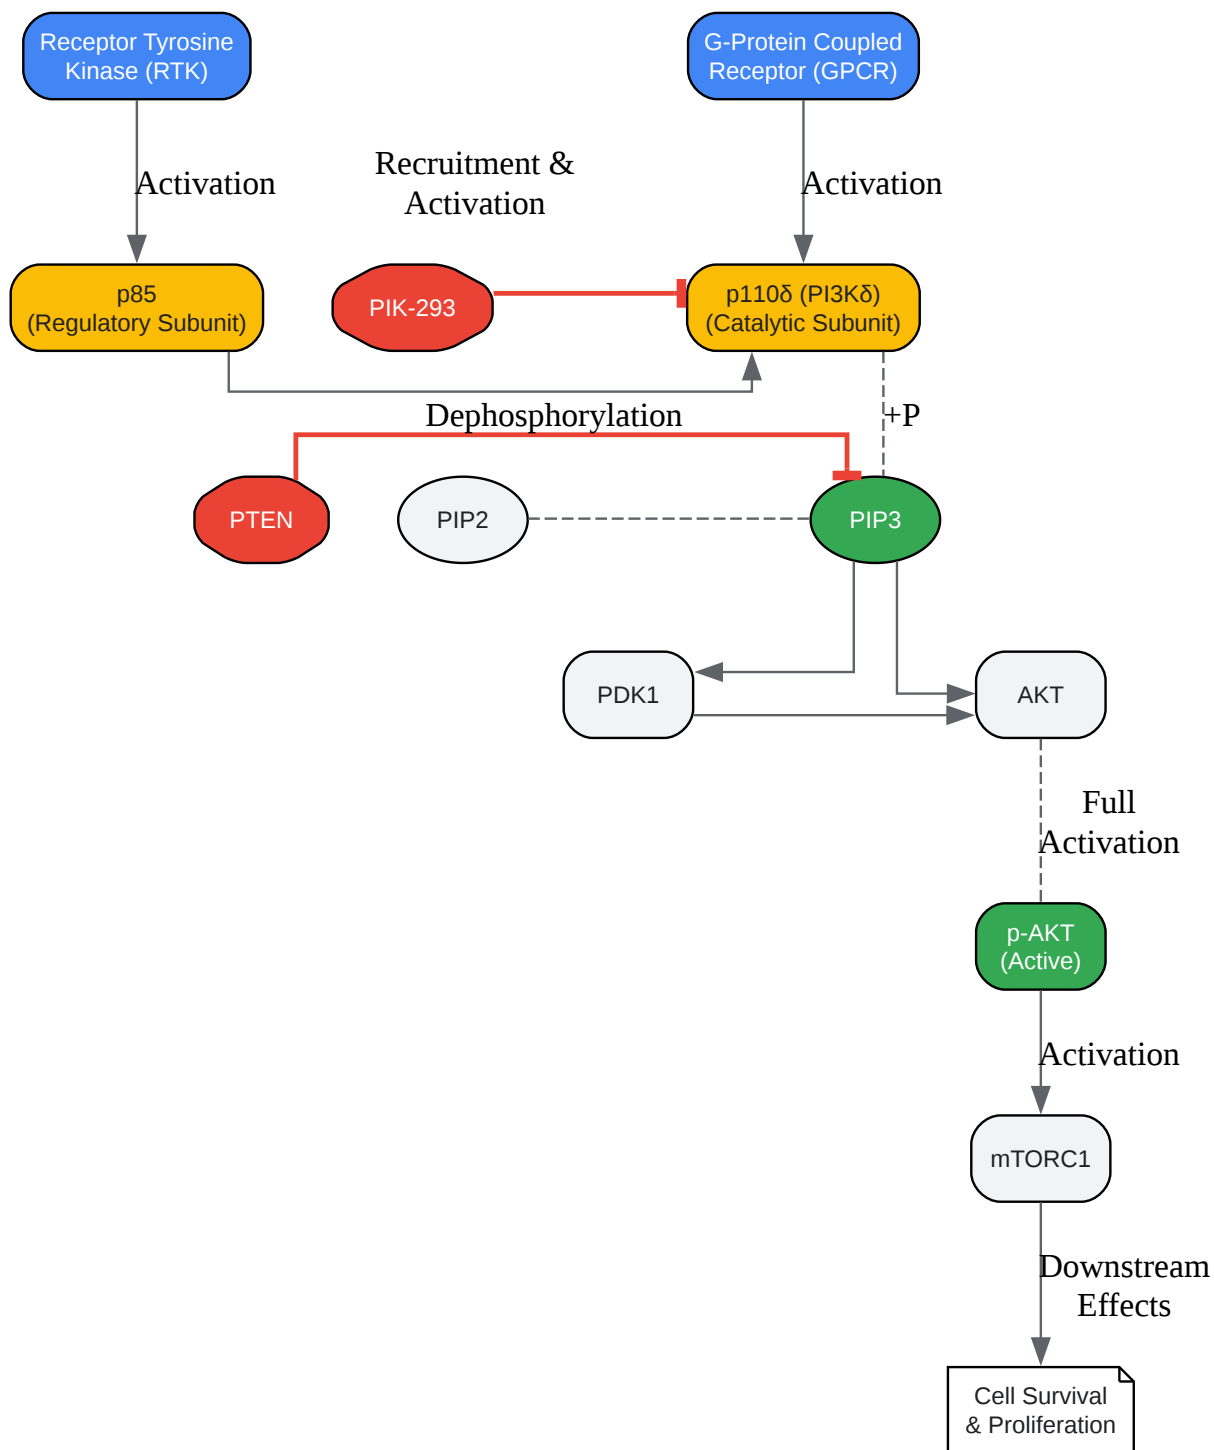 Receptor Tyrosine
Kinase (RTK)
G-Protein Coupled
Receptor (GPCR)
Activation
Recruitment &
Activation
Activation
p85
(Regulatory Subunit)
PIK-293
p110δ (PI3Kδ)
(Catalytic Subunit)
Dephosphorylation
+P
PTEN
PIP2
PIP3
PDK1
AKT
Full
Activation
p-AKT
(Active)
Activation
mTORC1
Downstream
Effects
Cell Survival
& Proliferation